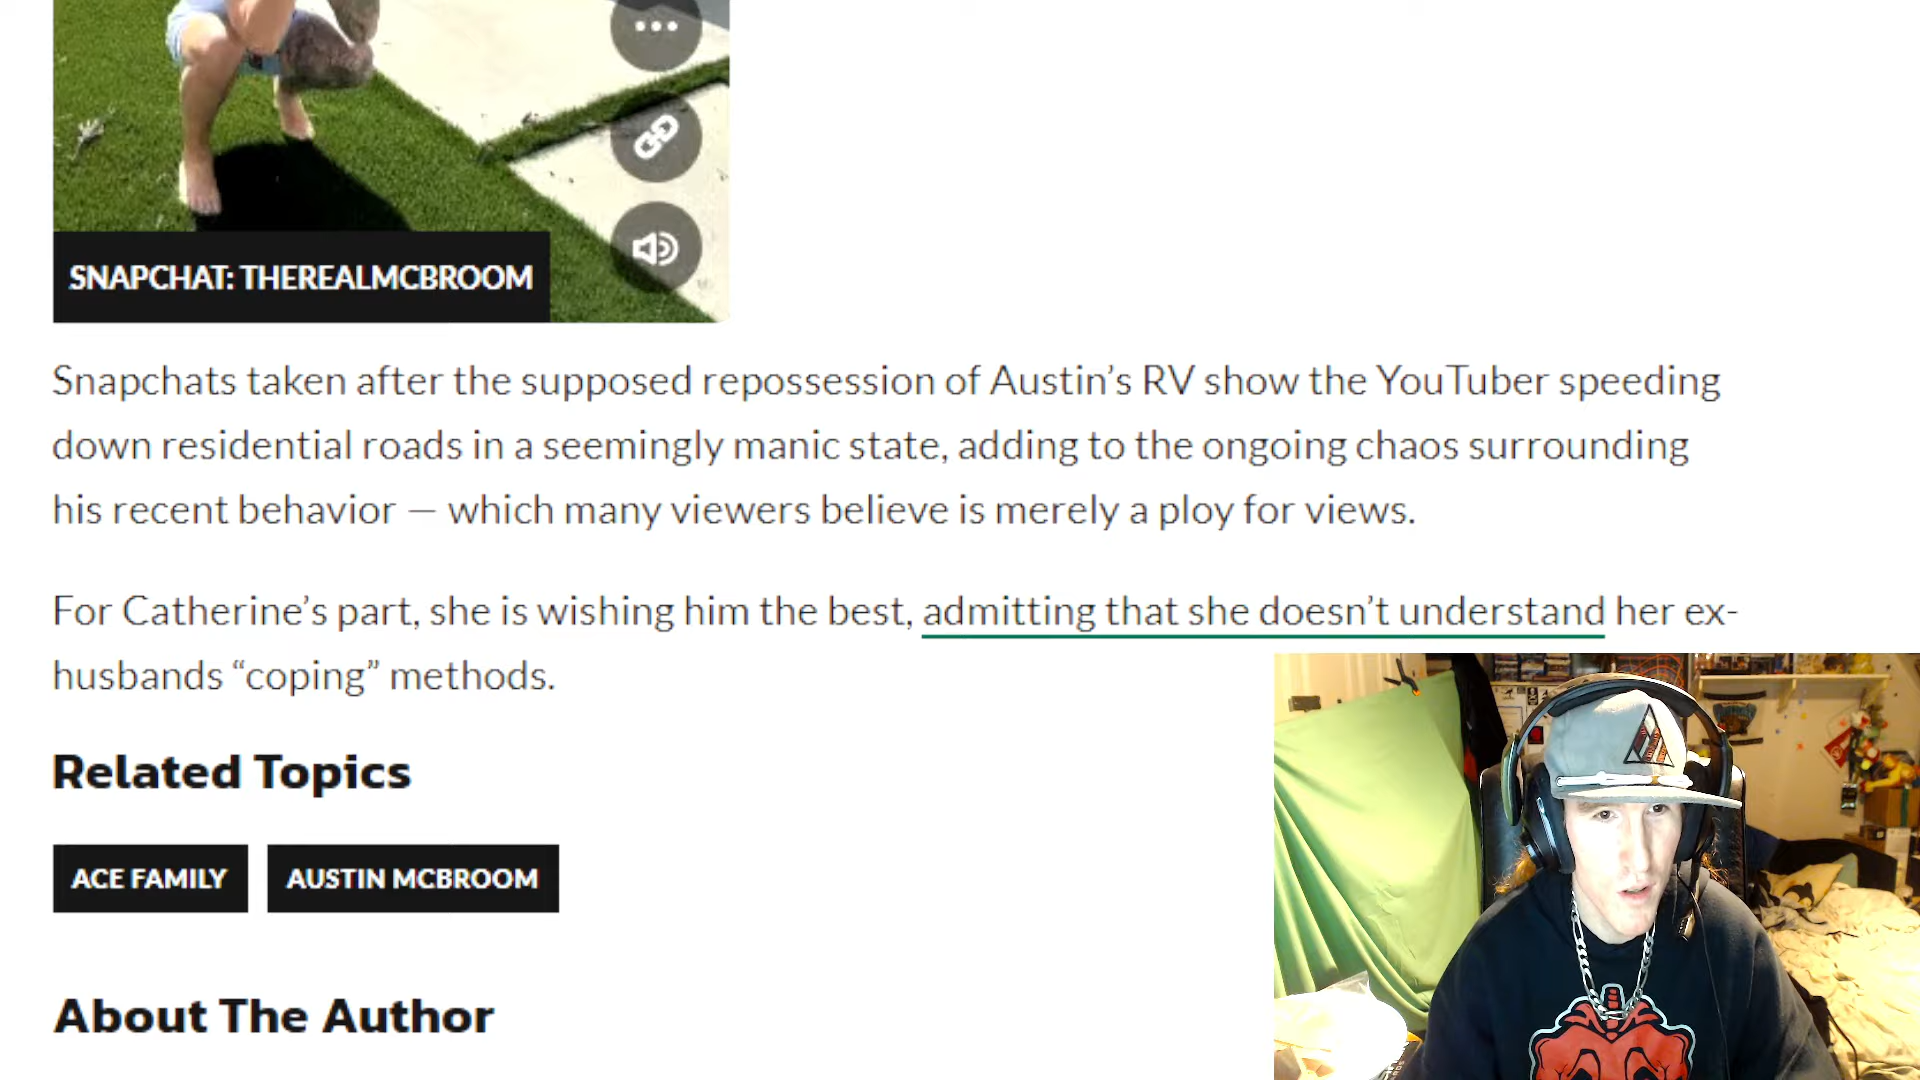 SNAPCHAT: THEREALMCBROOM
Snapchats taken after the supposed repossession of Austin’s RV show the YouTuber speeding
down residential roads in a seemingly manic state, adding to the ongoing chaos surrounding
his recent behavior — which many viewers believe is merely a ploy for views.
For Catherine’s part, she is wishing him the best, admitting that she doesn’t understand her ex-
husbands “coping” methods.
Related Topics
ACE FAMILY
AUSTIN MCBROOM
About The Author